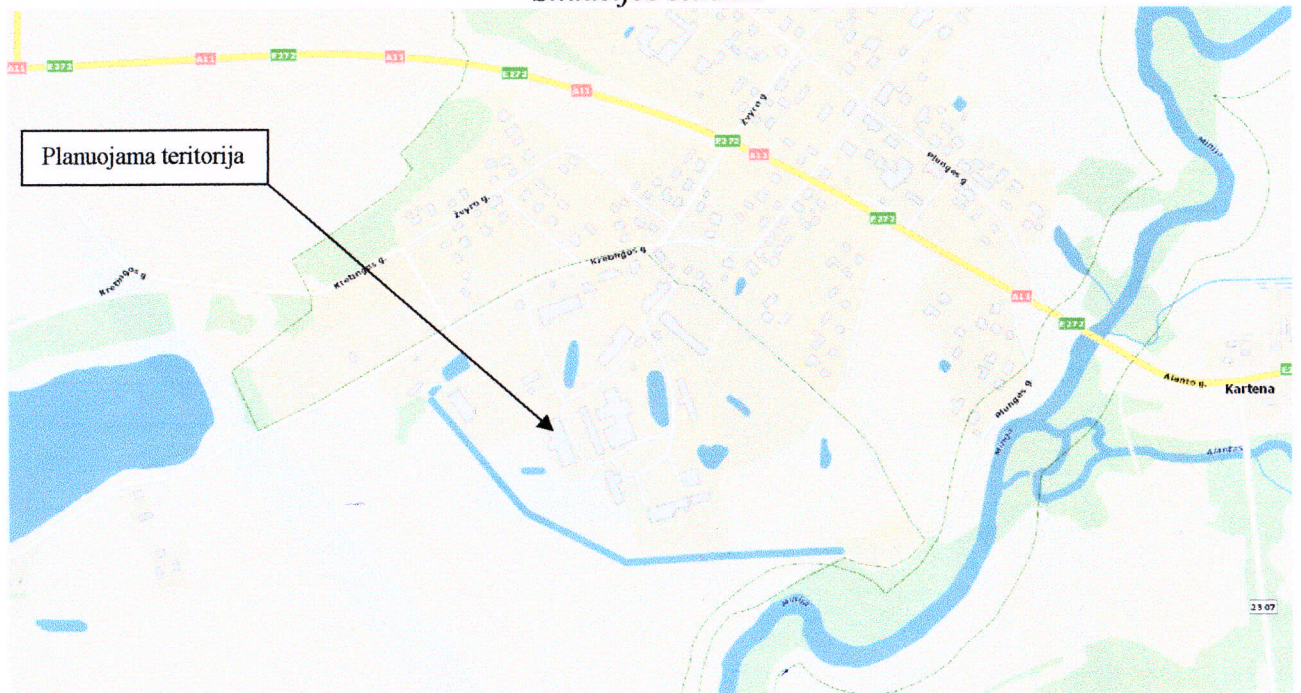 A11
E272
A11
E272
A11
E272
A11
Žvyro g.
E272
A11
Plungės g.
Minija
Planuojama teritorija
Žvyro g.
E272
Kretingos g.
Kretingos g.
Kretingos g.
A11
E272
Alanto g.
Kartena
Plungės g.
Minija
Alantas
Minija
2307